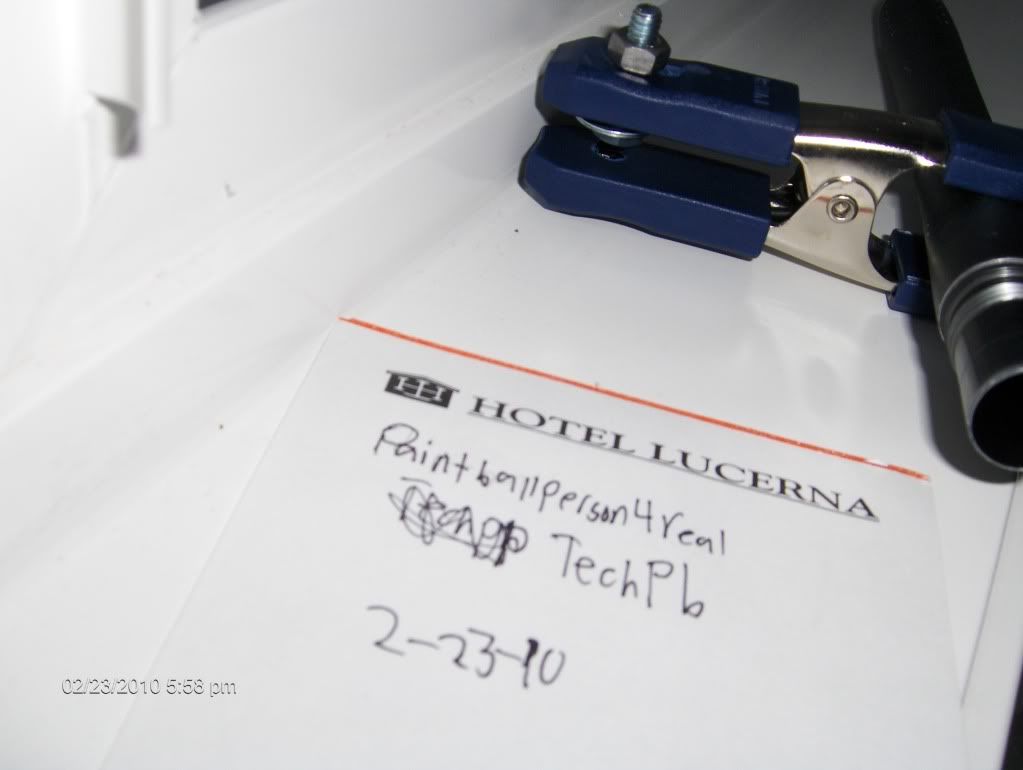 HOTEL LUCERNA
Paintballperson4real
TechPb
2-23-10
02/23/2010 5:58 pm